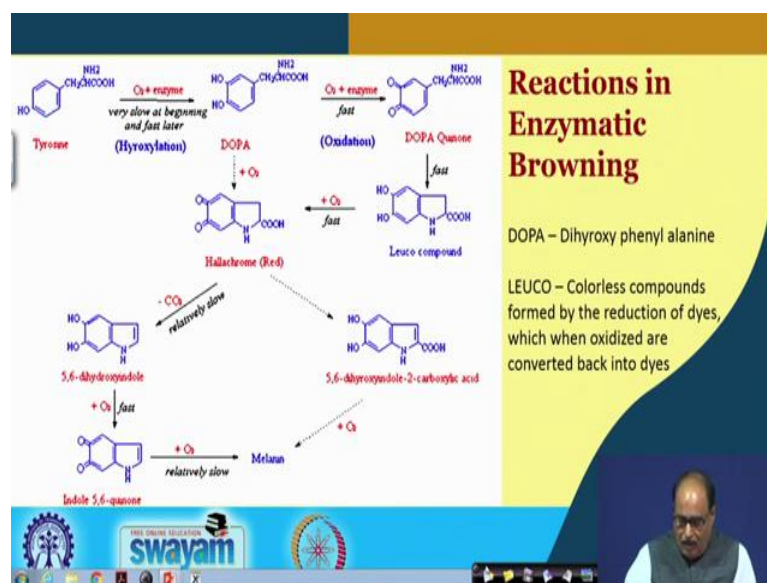 Reactions in
Enzymatic
Browning
DOPA – Dihyroxy phenyl alanine
LEUCO – Colorless compounds
formed by the reduction of dyes,
which when oxidized are
converted back into dyes
NH2
CH2CHCOOH
HO
Tyrosine
O₂ + enzyme
very slow at beginning
and fast later
(Hyroxylation)
NH2
HO
CH2CHCOOH
HO
DOPA
O₂ + enzyme
fast
(Oxidation)
NH2
O
CH2CHCOOH
O
DOPA Quinone
fast
HO
HO
N
H
COOH
Leuco compound
+ O₂
fast
+ O₂
O
O
N
H
COOH
Hallachrome (Red)
- CO₂
relatively slow
HO
HO
N
H
5,6-dihydroxyindole
HO
HO
N
H
COOH
5,6-dihyroxyindole-2-carboxylic acid
+ O₂
fast
O
O
N
H
Indole 5,6-quinone
+ O₂
relatively slow
Melanin
+ O₂
FREE ONLINE EDUCATION
swayam